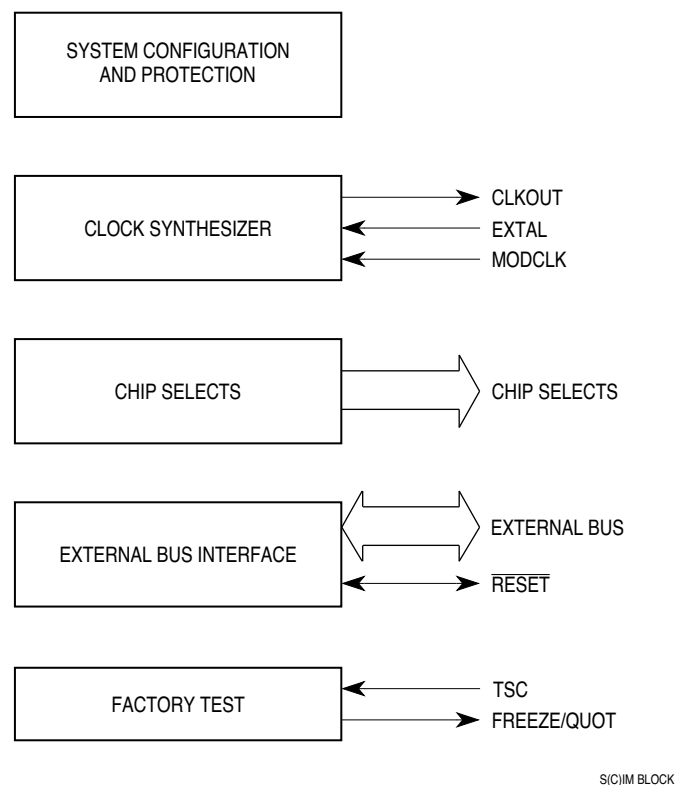 SYSTEM CONFIGURATION
AND PROTECTION
CLOCK SYNTHESIZER
CLKOUT
EXTAL
MODCLK
CHIP SELECTS
CHIP SELECTS
EXTERNAL BUS INTERFACE
EXTERNAL BUS
RESET
FACTORY TEST
TSC
FREEZE/QUOT
S(C)IM BLOCK